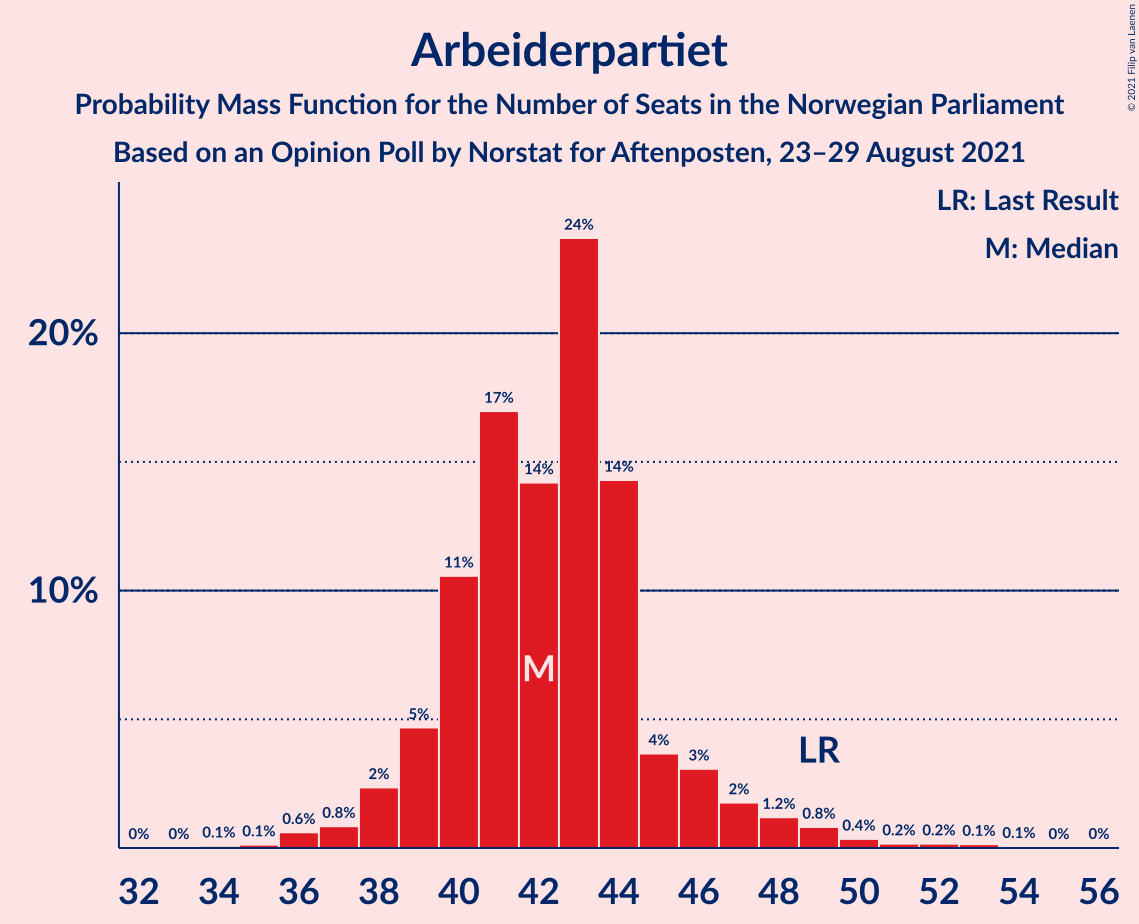 Arbeiderpartiet
Probability Mass Function for the Number of Seats in the Norwegian Parliament
Based on an Opinion Poll by Norstat for Aftenposten, 23–29 August 2021
© 2021 Filip van Laenen
LR: Last Result
M: Median
24%
20%
17%
14%
14%
11%
10%
M
5%
LR
4%
3%
2%
2%
1.2%
0% 0% 0.1% 0.1% 0.6% 0.8% 0.8% 0.4% 0.2% 0.2% 0.1% 0.1% 0% 0%
32 34 36 38 40 42 44 46 48 50 52 54 56